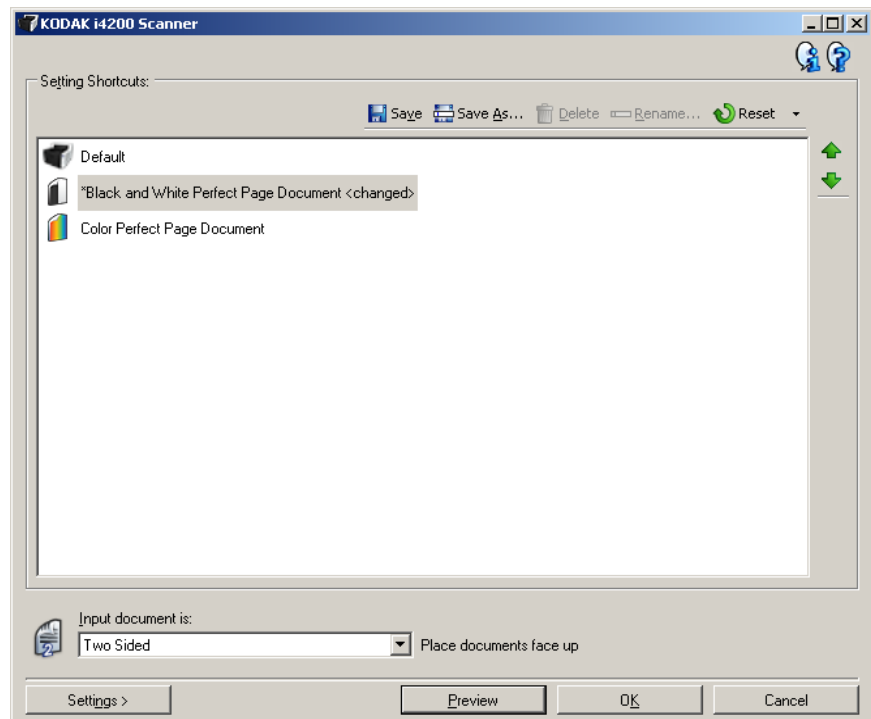 KODAK i4200 Scanner
Setting Shortcuts:
Save Save As... Delete Rename... Reset
Default
*Black and White Perfect Page Document <changed>
Color Perfect Page Document
Input document is:
2
Two Sided Place documents face up
Settings > Preview OK Cancel